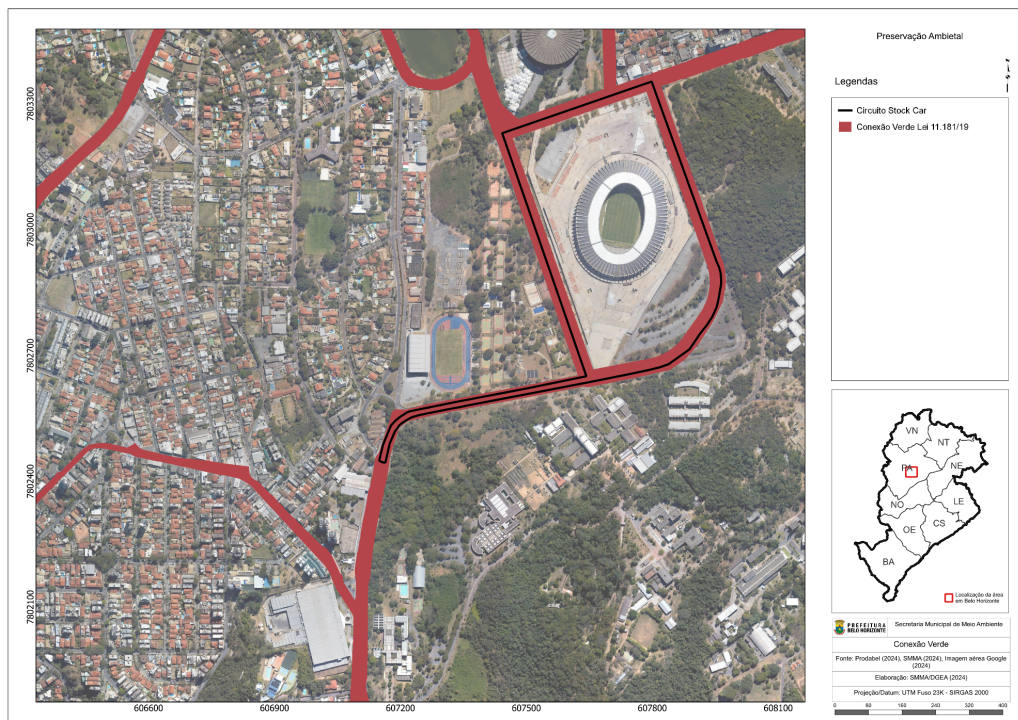 Preservação Ambietal
Legendas
Circuito Stock Car
Conexão Verde Lei 11.181/19
7803300
7803000
7802700
7802400
7802100
606600
606900
607200
607500
607800
608100
VN
NT
PA
NE
NO
LE
OE
CS
BA
Localização da área
em Belo Horizonte
PREFEITURA
BELO HORIZONTE
Secretaria Municipal de Meio Ambiente
Conexão Verde
Fonte: Prodabel (2024), SMMA (2024), Imagem aérea Google
(2024)
Elaboração: SMMA/DGEA (2024)
Projeção/Datum: UTM Fuso 23K - SIRGAS 2000
0 80 160 240 320 400